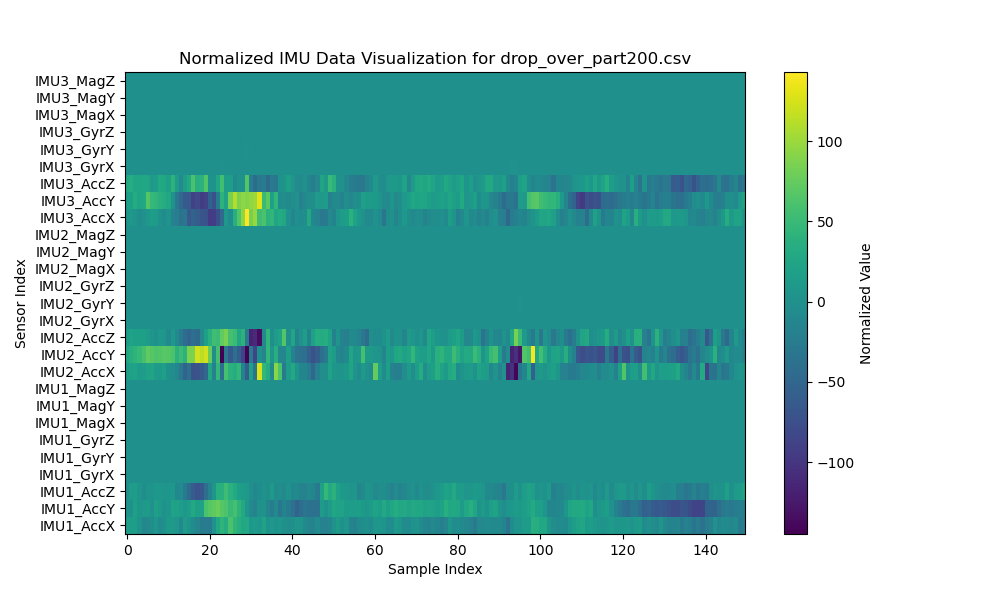 Normalized IMU Data Visualization for drop_over_part200.csv
IMU3_MagZ
IMU3_MagY
IMU3_MagX
IMU3_GyrZ
IMU3_GyrY
IMU3_GyrX
IMU3_AccZ
IMU3_AccY
IMU3_AccX
IMU2_MagZ
IMU2_MagY
IMU2_MagX
IMU2_GyrZ
IMU2_GyrY
IMU2_GyrX
IMU2_AccZ
IMU2_AccY
IMU2_AccX
IMU1_MagZ
IMU1_MagY
IMU1_MagX
IMU1_GyrZ
IMU1_GyrY
IMU1_GyrX
IMU1_AccZ
IMU1_AccY
IMU1_AccX
Sensor Index
0 20 40 60 80 100 120 140
Sample Index
100
50
0
−50
−100
Normalized Value